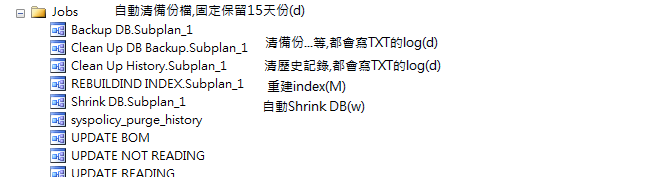 Jobs 自動清備份檔,固定保留15天份(d)
Backup DB.Subplan_1
Clean Up DB Backup.Subplan_1 清備份...等,都會寫TXT的log(d)
Clean Up History.Subplan_1 清歷史記錄,都會寫TXT的log(d)
REBUILDIND INDEX.Subplan_1 重建index(M)
Shrink DB.Subplan_1 自動Shrink DB(w)
syspolicy_purge_history
UPDATE BOM
UPDATE NOT READING
UPDATE READING